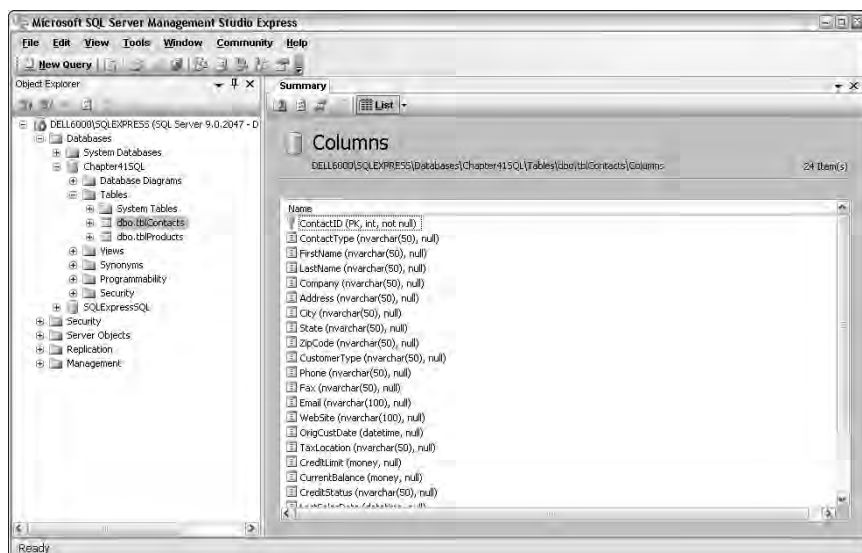 Microsoft SQL Server Management Studio Express
File Edit View Tools Window Community Help
New Query
Object Explorer
DELL6000\SQLEXPRESS (SQL Server 9.0.2047 - D
Databases
System Databases
Chapter41SQL
Database Diagrams
Tables
System Tables
dbo.tblContacts
dbo.tblProducts
Views
Synonyms
Programmability
Security
SQLExpressSQL
Security
Server Objects
Replication
Management
Summary
List
Columns
DELL6000\SQLEXPRESS\Databases\Chapter41SQL\Tables\dbo.tblContacts\Columns 24 Item(s)
Name
ContactID (PK, int, not null)
ContactType (nvarchar(50), null)
FirstName (nvarchar(50), null)
LastName (nvarchar(50), null)
Company (nvarchar(50), null)
Address (nvarchar(50), null)
City (nvarchar(50), null)
State (nvarchar(50), null)
ZipCode (nvarchar(50), null)
CustomerType (nvarchar(50), null)
Phone (nvarchar(50), null)
Fax (nvarchar(50), null)
Email (nvarchar(100), null)
WebSite (nvarchar(100), null)
OrigCustDate (datetime, null)
TaxLocation (nvarchar(50), null)
CreditLimit (money, null)
CurrentBalance (money, null)
CreditStatus (nvarchar(50), null)
LastSalesDate (datetime, null)
Ready